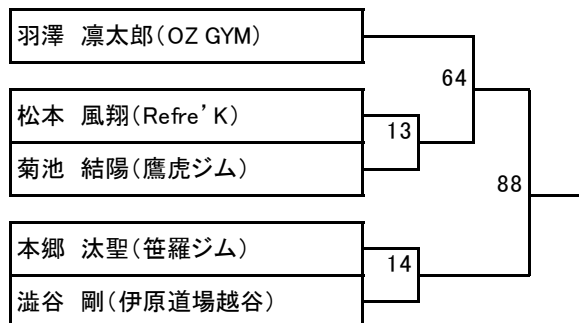 羽澤 凛太郎(OZ GYM)
64
松本 風翔(Refre'K)
13
菊池 結陽(鷹虎ジム)
88
本郷 汰聖(笹羅ジム)
14
澁谷 剛(伊原道場越谷)